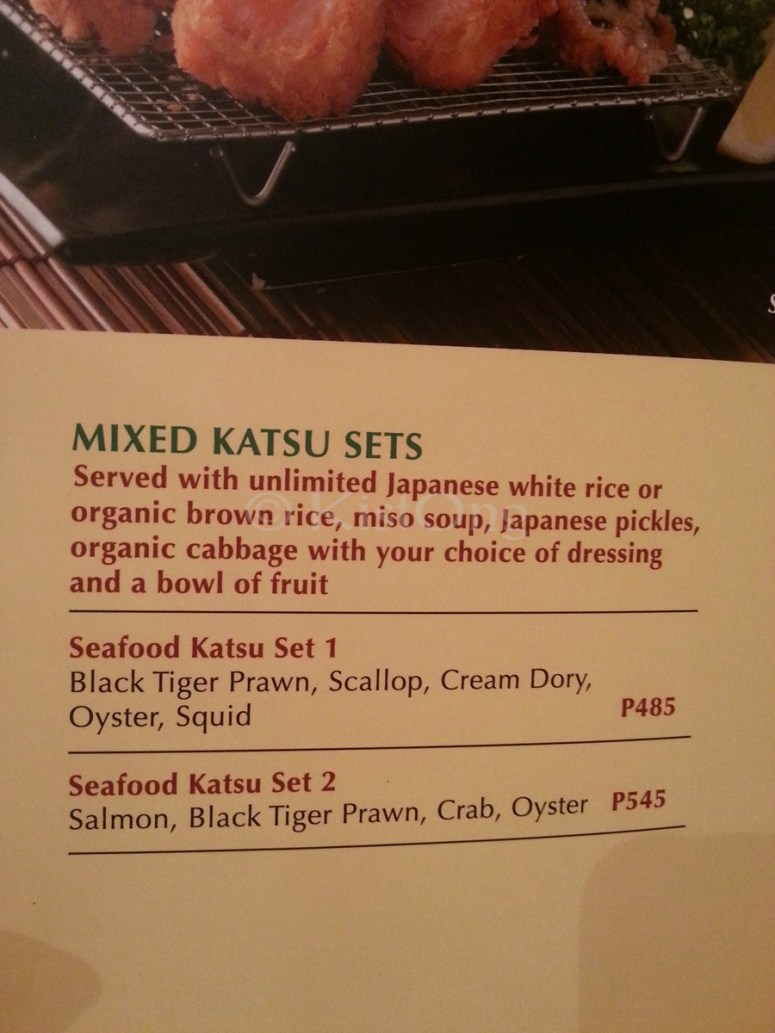 MIXED KATSU SETS
Served with unlimited Japanese white rice or
organic brown rice, miso soup, Japanese pickles,
organic cabbage with your choice of dressing
and a bowl of fruit
Seafood Katsu Set 1
Black Tiger Prawn, Scallop, Cream Dory,
Oyster, Squid P485
Seafood Katsu Set 2
Salmon, Black Tiger Prawn, Crab, Oyster P545